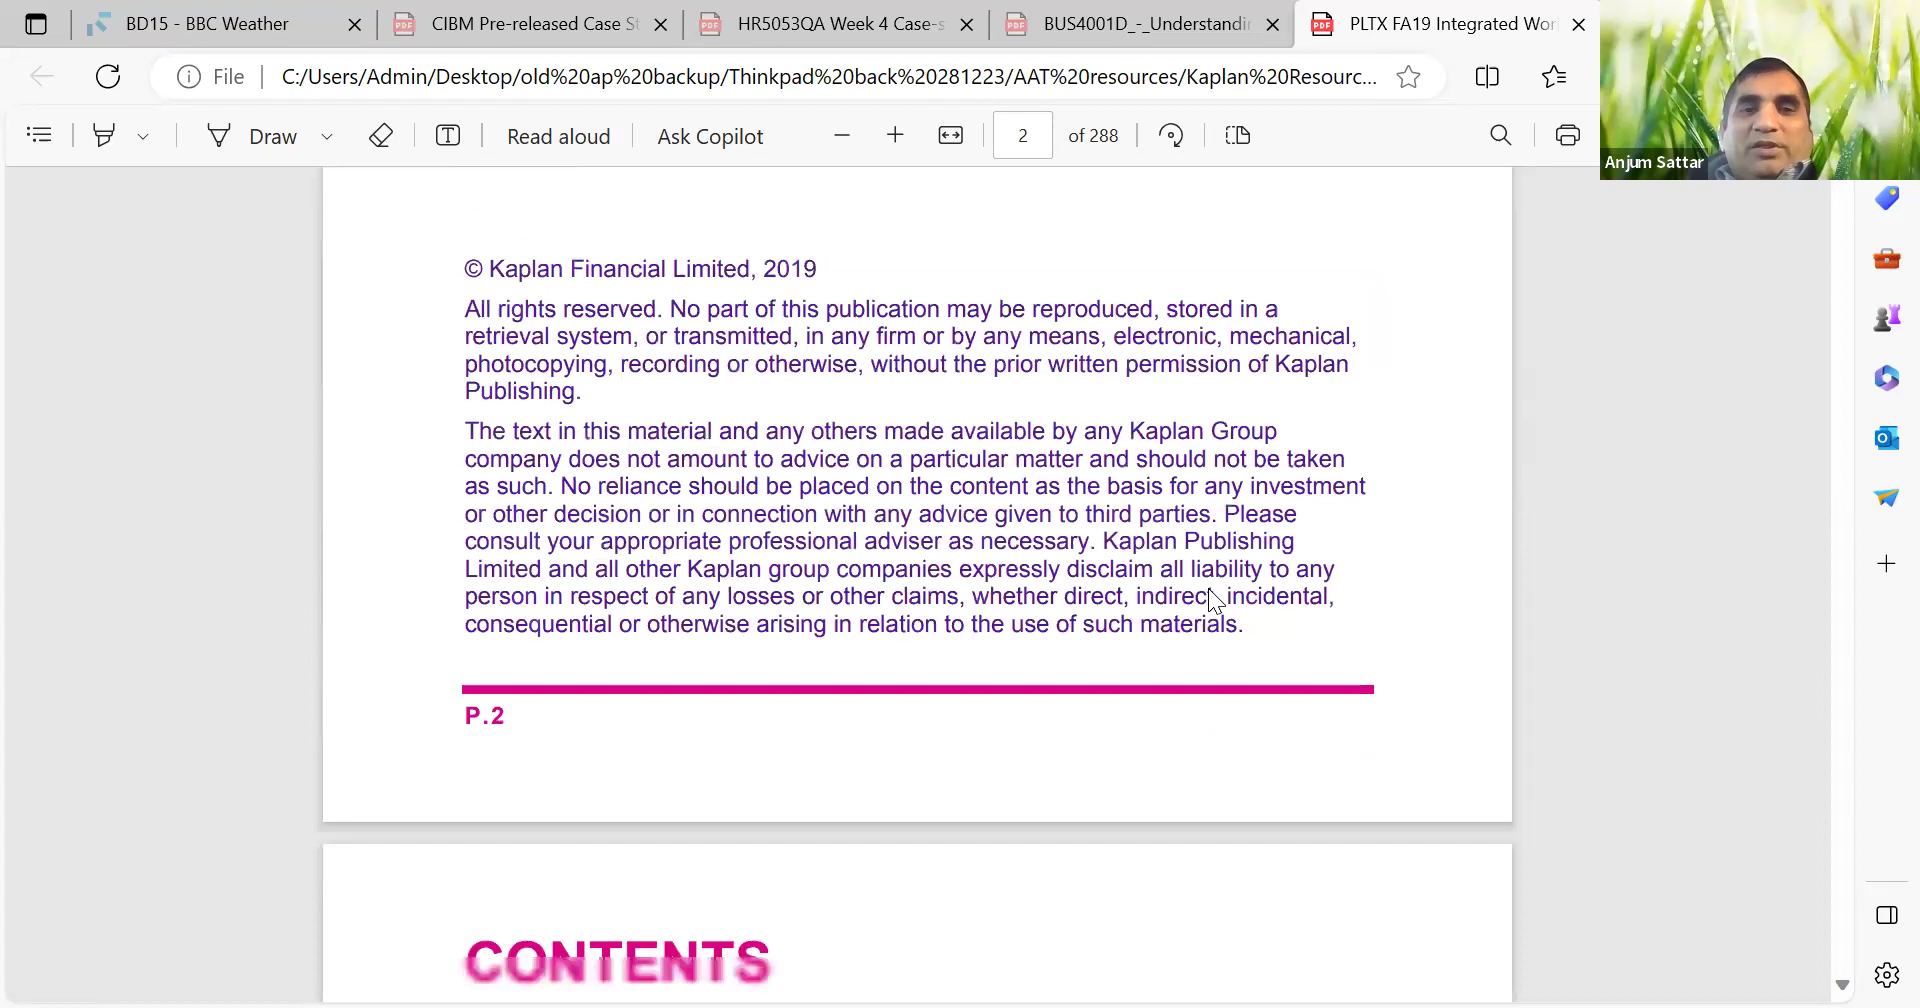 BD15 - BBC Weather
CIBM Pre-released Case St
HR5053QA Week 4 Case-s
BUS4001D_-_Understandin
PLTX FA19 Integrated Wor
File
C:/Users/Admin/Desktop/old%20ap%20backup/Thinkpad%20back%20281223/AAT%20resources/Kaplan%20Resourc...
Draw
Read aloud
Ask Copilot
2
of 288
Anjum Sattar
© Kaplan Financial Limited, 2019
All rights reserved. No part of this publication may be reproduced, stored in a
retrieval system, or transmitted, in any firm or by any means, electronic, mechanical,
photocopying, recording or otherwise, without the prior written permission of Kaplan
Publishing.
The text in this material and any others made available by any Kaplan Group
company does not amount to advice on a particular matter and should not be taken
as such. No reliance should be placed on the content as the basis for any investment
or other decision or in connection with any advice given to third parties. Please
consult your appropriate professional adviser as necessary. Kaplan Publishing
Limited and all other Kaplan group companies expressly disclaim all liability to any
person in respect of any losses or other claims, whether direct, indirect, incidental,
consequential or otherwise arising in relation to the use of such materials.
P.2
CONTENTS